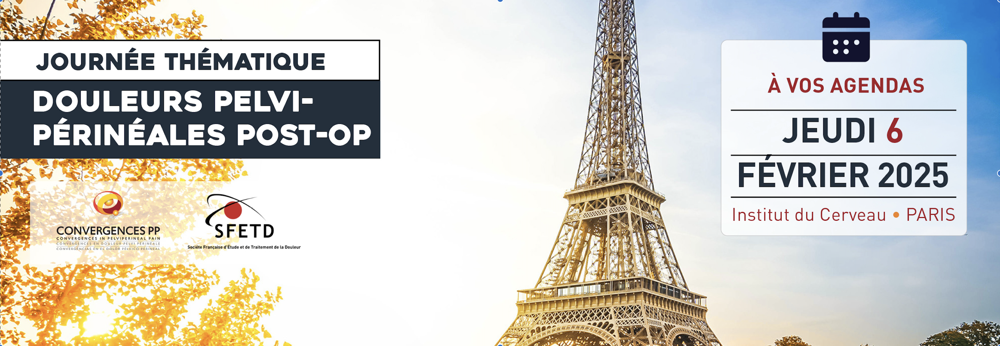 JOURNÉE THÉMATIQUE
DOULEURS PELVI-
PÉRINÉALES POST-OP
CONVERGENCES PP
CONVERGENCES IN PELVIPERINEAL PAIN
CONVERGENCES EN DOULEUR PELVI PÉRINÉALE
CONVERGENCIAS EN EL DOLOR PÉLVICO PERINEAL
SFETD
Sociéte Française d'Étude et de Traitement de la Douleur
À VOS AGENDAS
JEUDI 6
FÉVRIER 2025
Institut du Cerveau • PARIS